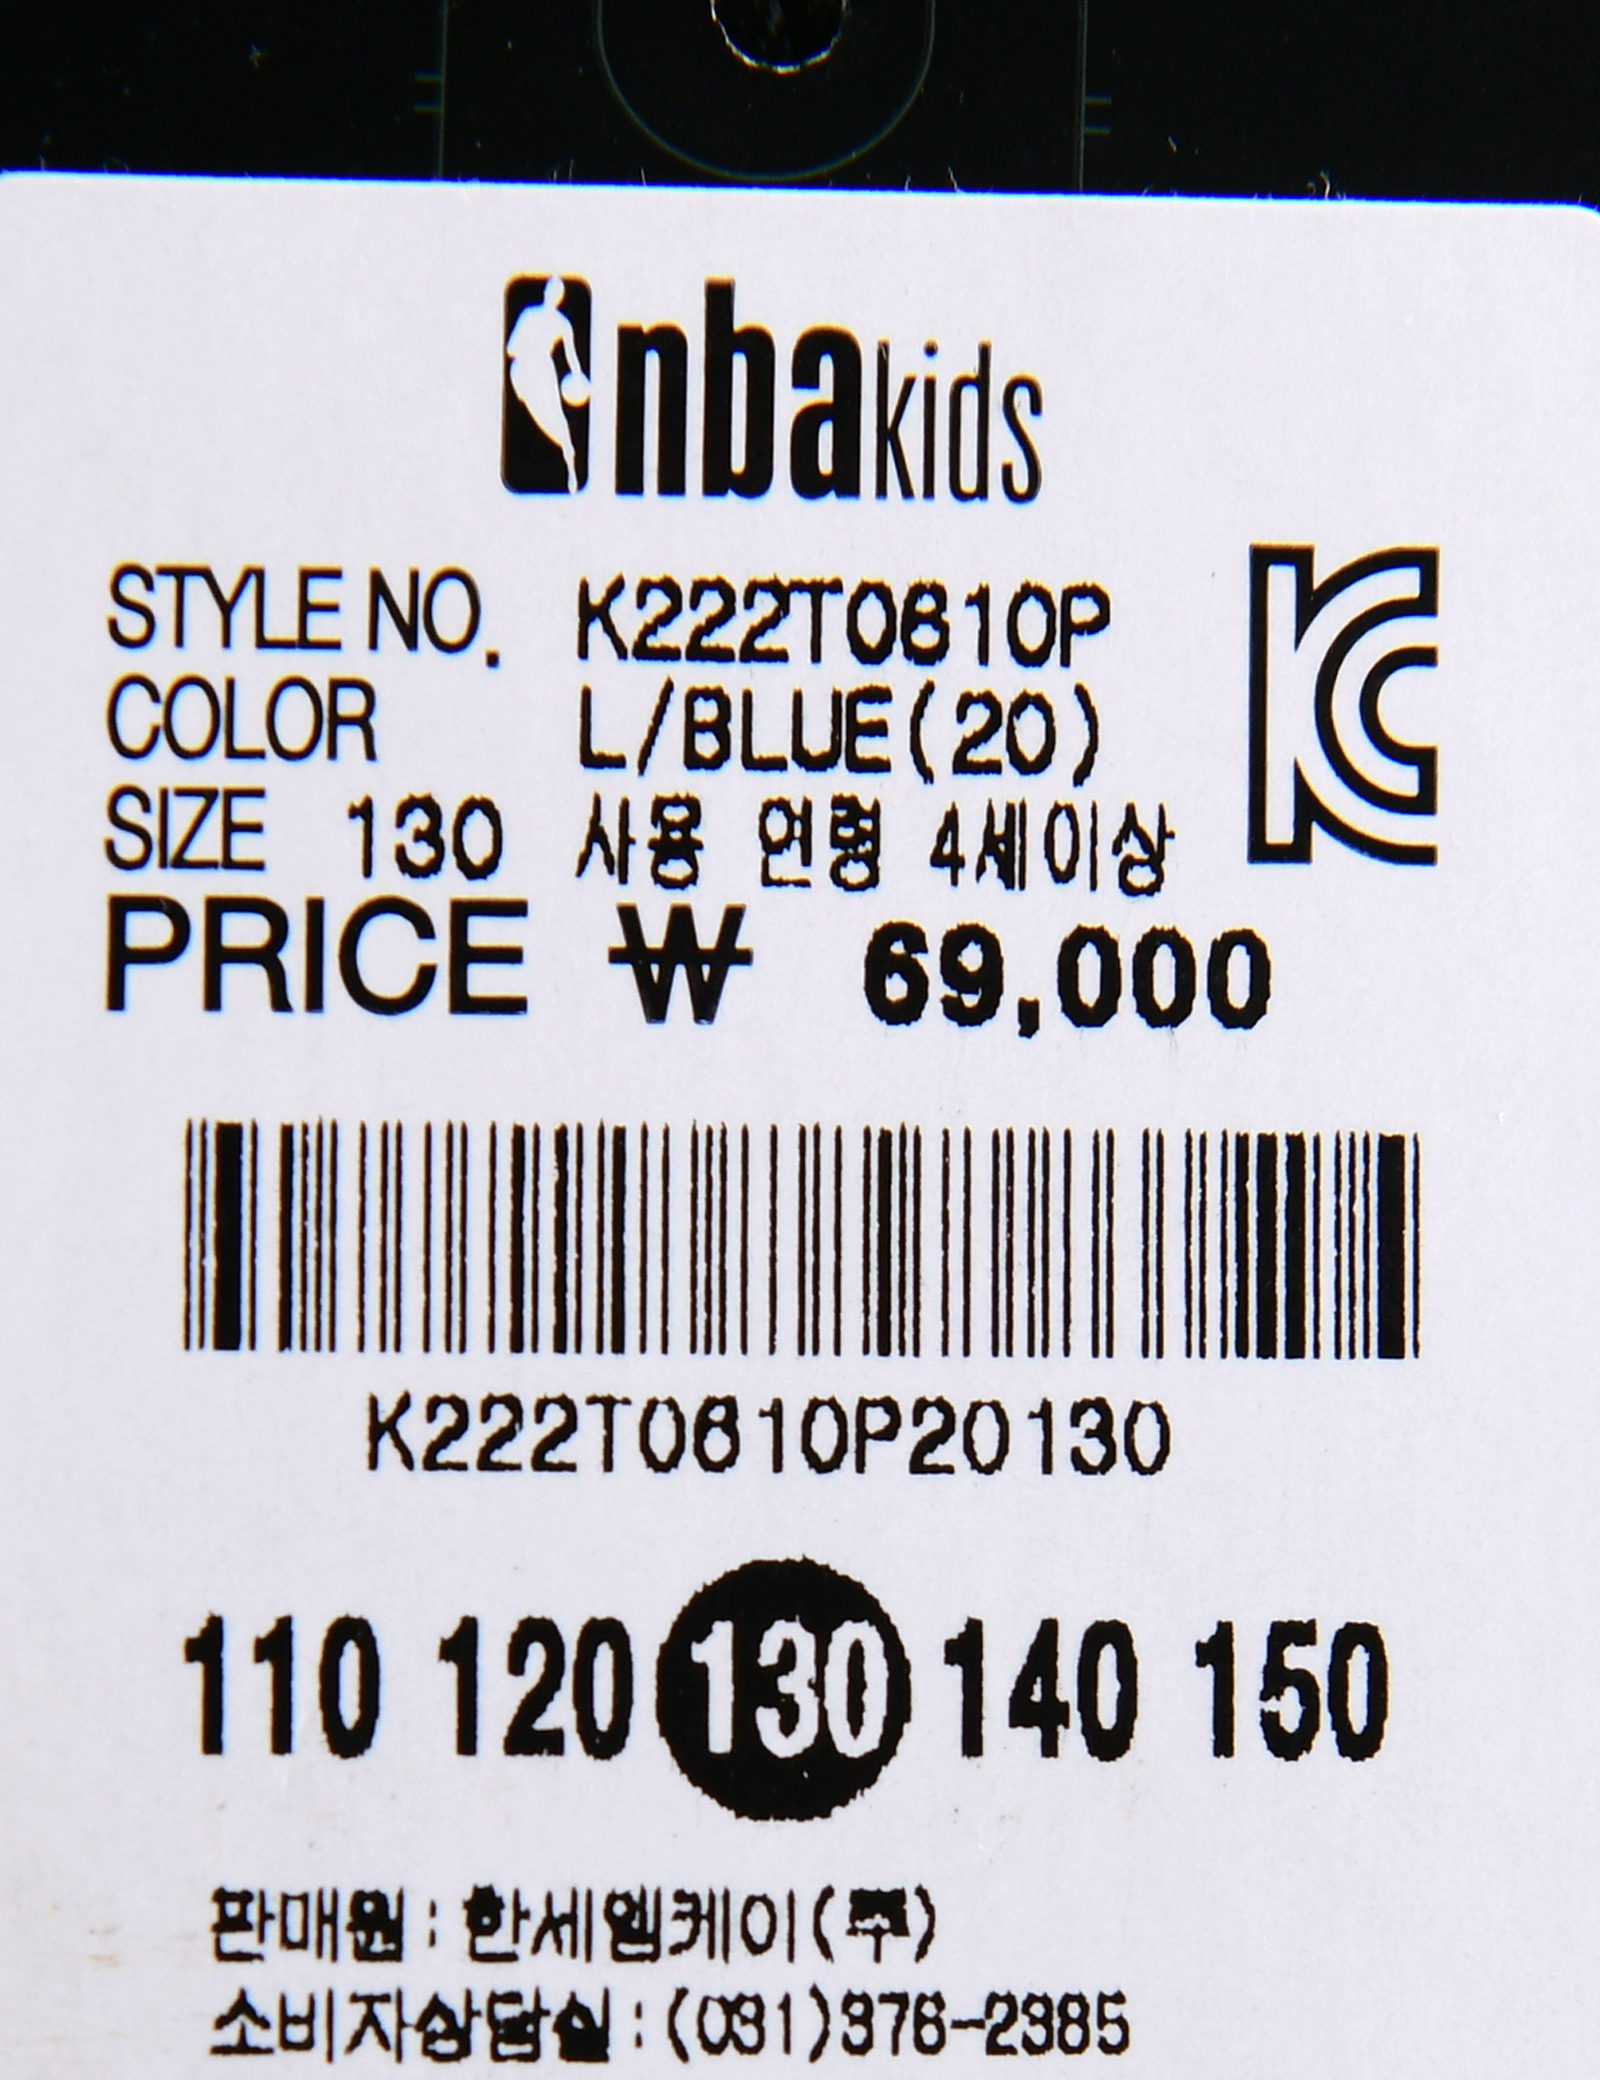 nbakids
STYLE NO. K222T0610P
COLOR L/BLUE(20)
SIZE 130 사용 연령 4세이상
PRICE ₩ 69,000
K222T0610P20130
110 120 130 140 150
판매원:한세엠케이(주)
소비자상담실:(031)376-2385